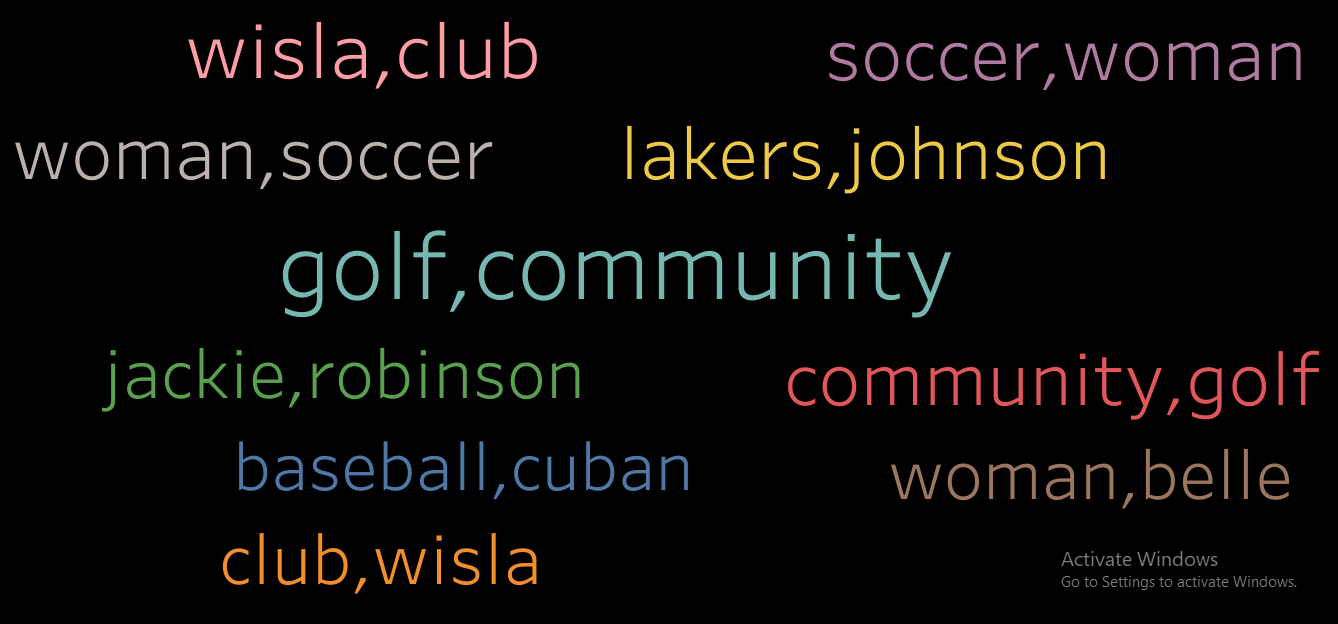 wisla,club
soccer,woman
woman,soccer
lakers,johnson
golf,community
jackie,robinson
community,golf
baseball,cuban
woman,belle
club,wisla
Activate Windows
Go to Settings to activate Windows.